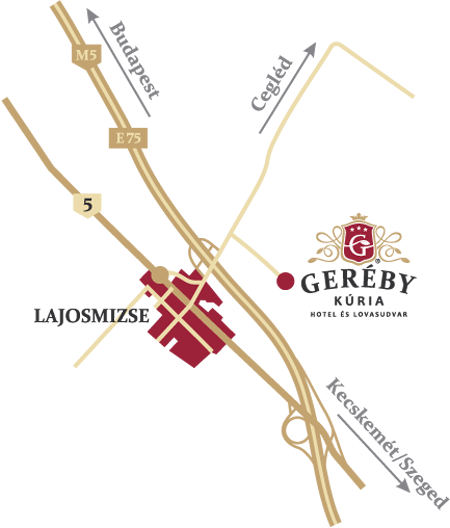 M5
Budapest
Cegléd
E75
5
G
®
GERÉBY
KÚRIA
HOTEL ÉS LOVASUDVAR
LAJOSMIZSE
Kecskemét/Szeged